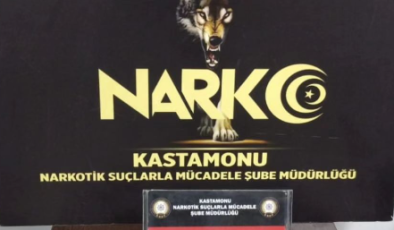 NARKO
KASTAMONU
NARKOTİK SUÇLARLA MÜCADELE ŞUBE MÜDÜRLÜĞÜ
KASTAMONU
NARKOTİK SUÇLARLA MÜCADELE
ŞUBE MÜDÜRLÜĞÜ